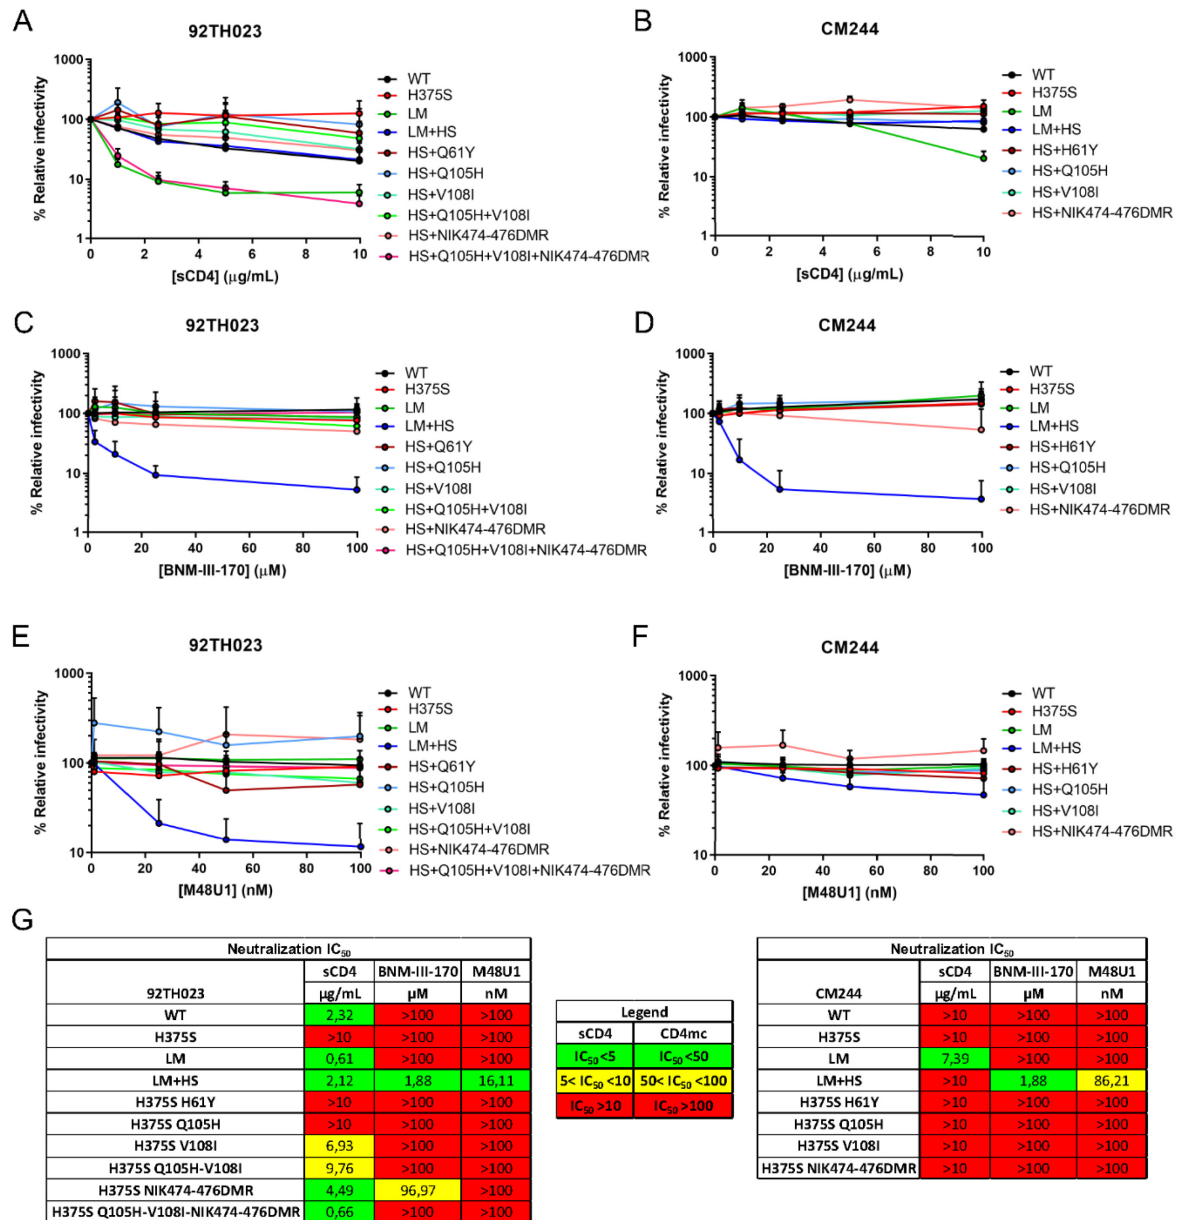 A
92TH023
1000
100
10
1
% Relative infectivity
0 2 4 6 8 10
[sCD4] (µg/mL)
WT
H375S
LM
LM+HS
HS+Q61Y
HS+Q105H
HS+V108I
HS+Q105H+V108I
HS+NIK474-476DMR
HS+Q105H+V108I+NIK474-476DMR
B
CM244
1000
100
10
1
% Relative infectivity
0 2 4 6 8 10
[sCD4] (µg/mL)
WT
H375S
LM
LM+HS
HS+H61Y
HS+Q105H
HS+V108I
HS+NIK474-476DMR
C
92TH023
1000
100
10
1
% Relative infectivity
0 20 40 60 80 100
[BNM-III-170] (µM)
WT
H375S
LM
LM+HS
HS+Q61Y
HS+Q105H
HS+V108I
HS+Q105H+V108I
HS+NIK474-476DMR
HS+Q105H+V108I+NIK474-476DMR
D
CM244
1000
100
10
1
% Relative infectivity
0 20 40 60 80 100
[BNM-III-170] (µM)
WT
H375S
LM
LM+HS
HS+H61Y
HS+Q105H
HS+V108I
HS+NIK474-476DMR
E
92TH023
1000
100
10
% Relative infectivity
0 20 40 60 80 100
[M48U1] (nM)
WT
H375S
LM
LM+HS
HS+Q61Y
HS+Q105H
HS+V108I
HS+Q105H+V108I
HS+NIK474-476DMR
HS+Q105H+V108I+NIK474-476DMR
F
CM244
1000
100
10
% Relative infectivity
0 20 40 60 80 100
[M48U1] (nM)
WT
H375S
LM
LM+HS
HS+H61Y
HS+Q105H
HS+V108I
HS+NIK474-476DMR
G
Neutralization IC50
sCD4 BNM-III-170 M48U1
92TH023 µg/mL µM nM
WT 2,32 >100 >100
H375S >10 >100 >100
LM 0,61 >100 >100
LM+HS 2,12 1,88 16,11
H375S H61Y >10 >100 >100
H375S Q105H >10 >100 >100
H375S V108I 6,93 >100 >100
H375S Q105H-V108I 9,76 >100 >100
H375S NIK474-476DMR 4,49 96,97 >100
H375S Q105H-V108I-NIK474-476DMR 0,66 >100 >100
Legend
sCD4 CD4mc
IC50 <5 IC50 <50
5< IC50 <10 50< IC50 <100
IC50 >10 IC50 >100
Neutralization IC50
sCD4 BNM-III-170 M48U1
CM244 µg/mL µM nM
WT >10 >100 >100
H375S >10 >100 >100
LM 7,39 >100 >100
LM+HS >10 1,88 86,21
H375S H61Y >10 >100 >100
H375S Q105H >10 >100 >100
H375S V108I >10 >100 >100
H375S NIK474-476DMR >10 >100 >100